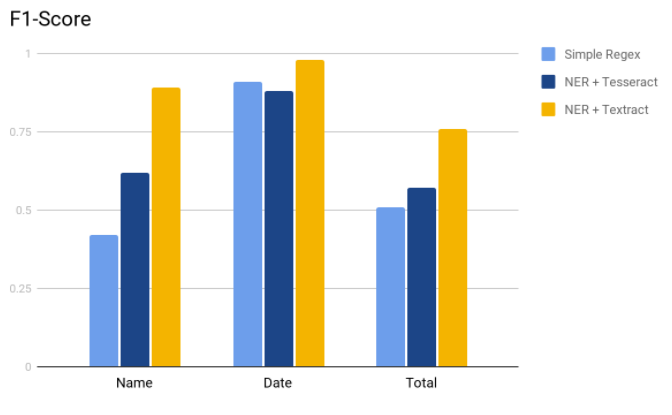 F1-Score
1
0.75
0.5
0.25
0
Name Date Total
Simple Regex
NER + Tesseract
NER + Textract